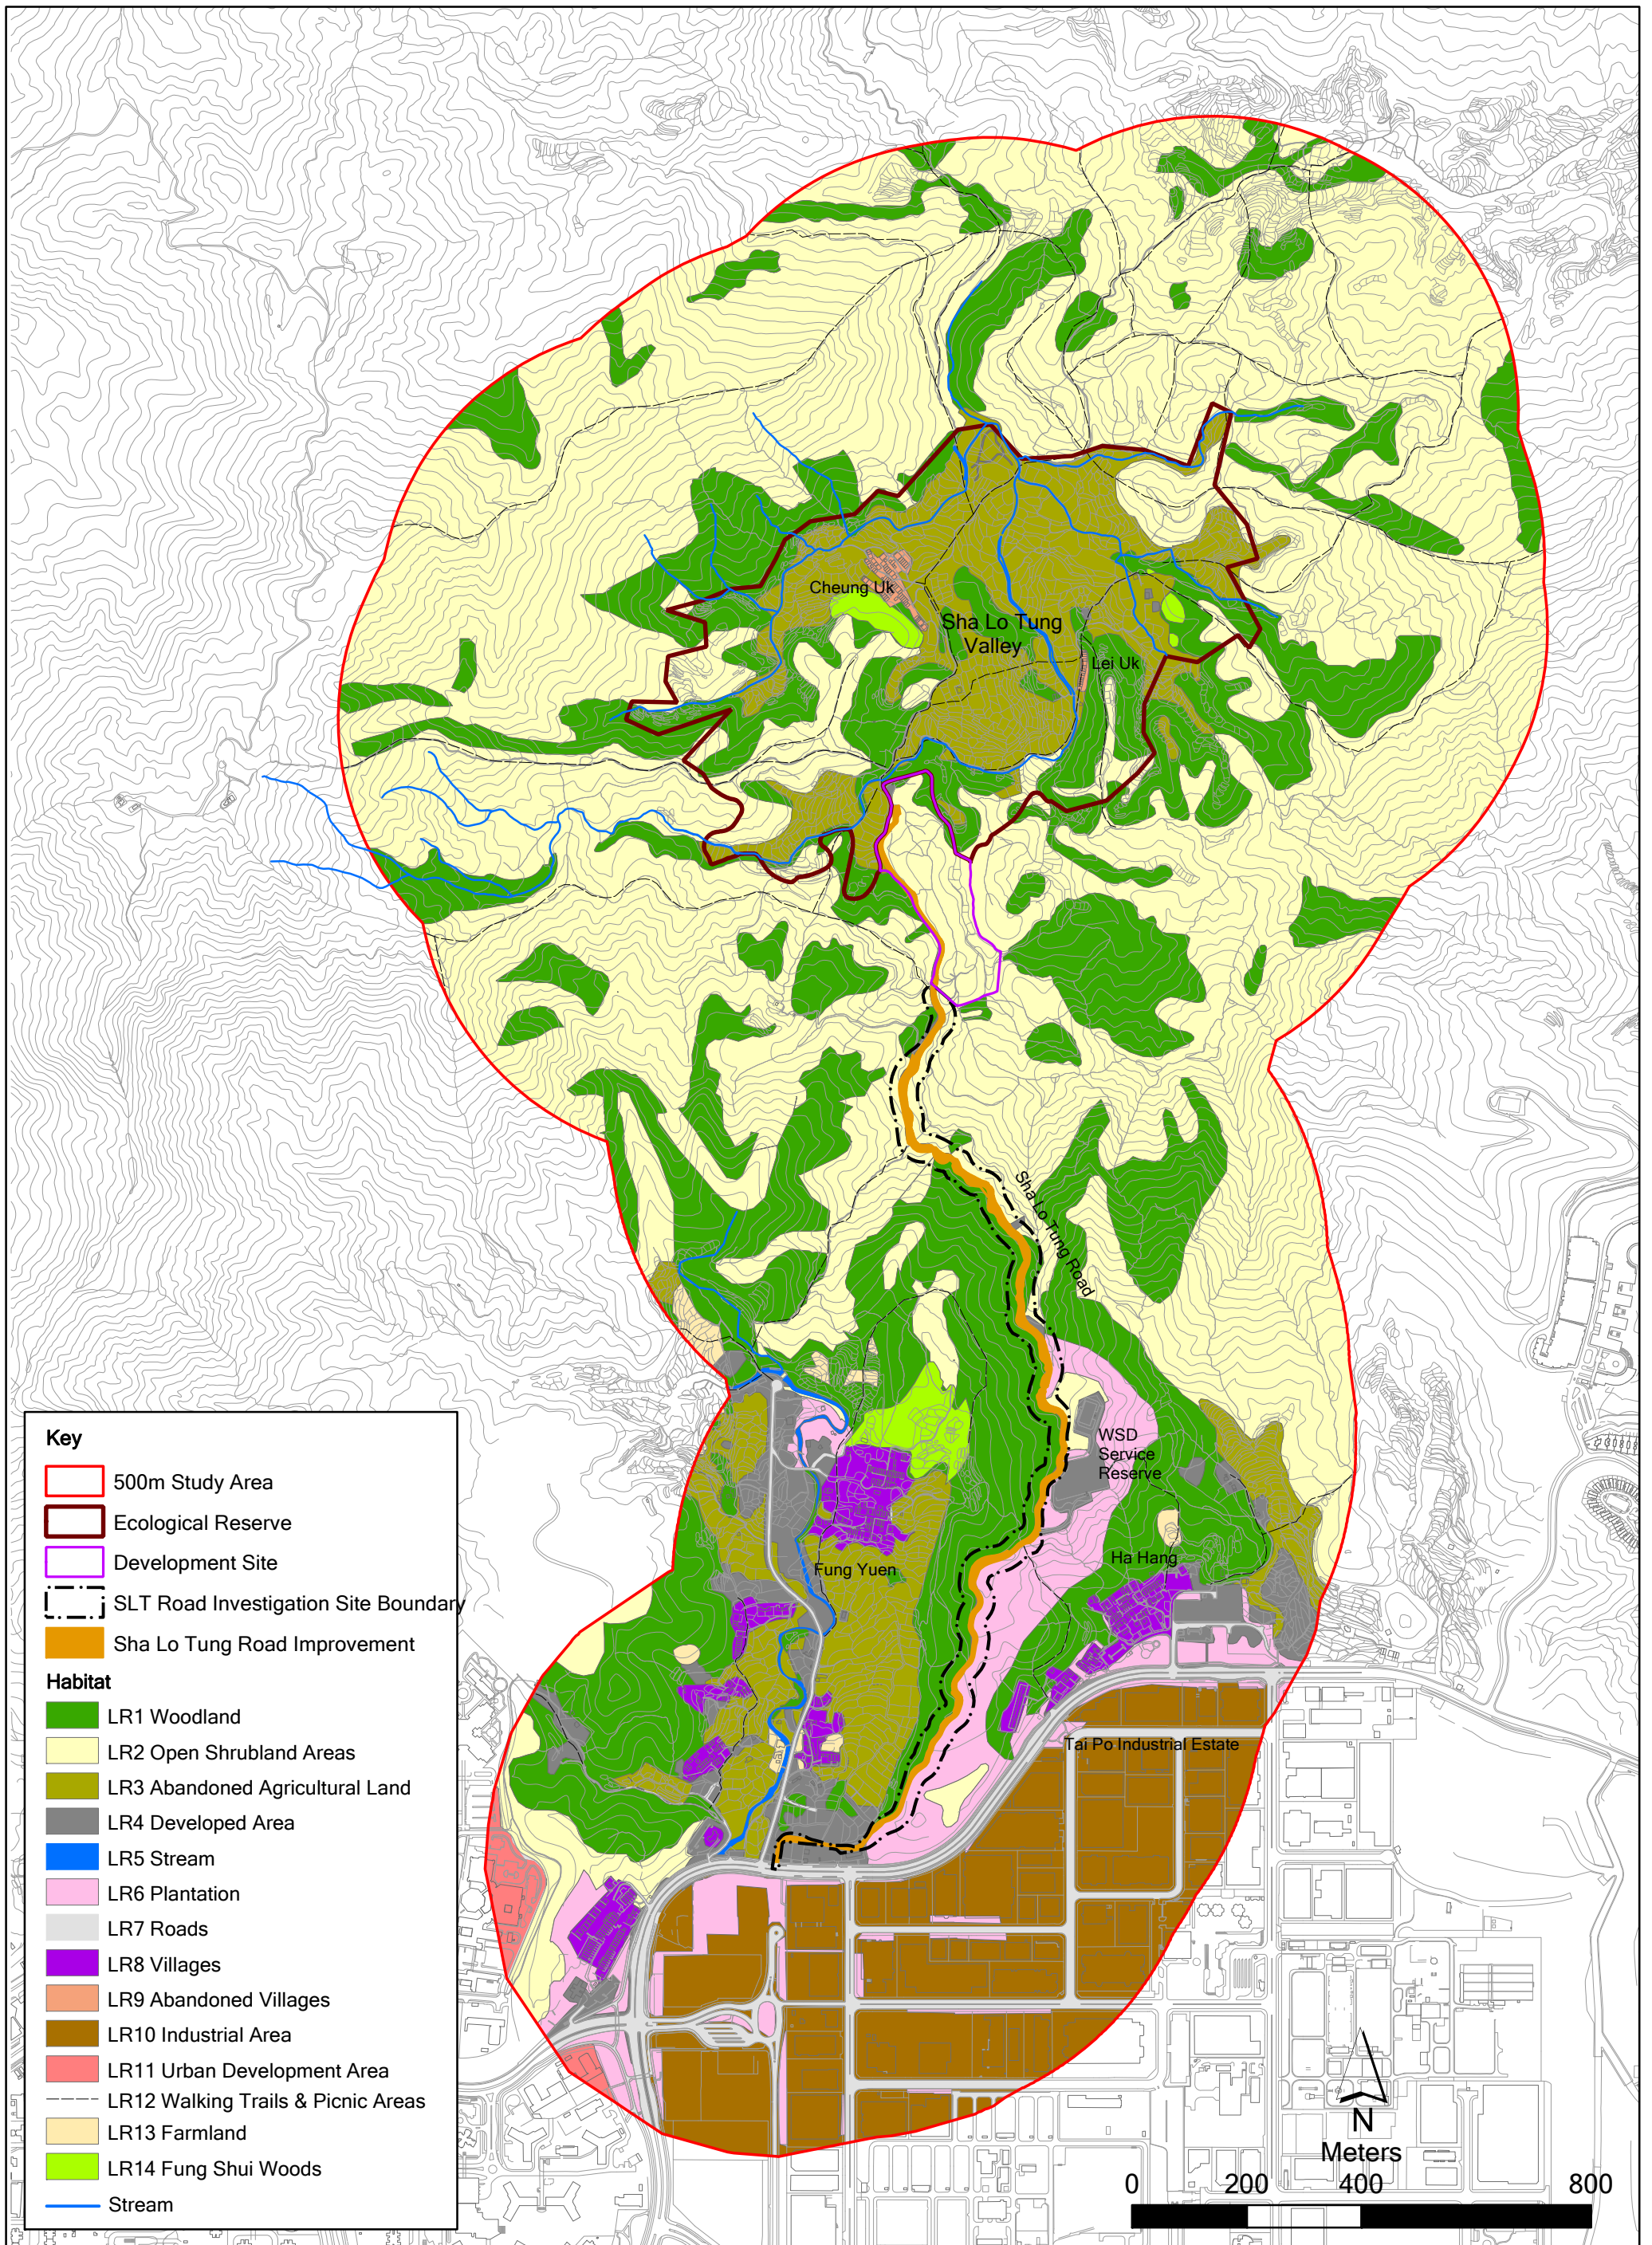 Cheung Uk
Sha Lo Tung
Valley
Lei Uk
Sha Lo Tung Road
WSD
Service
Reserve
Ha Hang
Fung Yuen
Tai Po Industrial Estate
Key
500m Study Area
Ecological Reserve
Development Site
SLT Road Investigation Site Boundary
Sha Lo Tung Road Improvement
Habitat
LR1 Woodland
LR2 Open Shrubland Areas
LR3 Abandoned Agricultural Land
LR4 Developed Area
LR5 Stream
LR6 Plantation
LR7 Roads
LR8 Villages
LR9 Abandoned Villages
LR10 Industrial Area
LR11 Urban Development Area
LR12 Walking Trails & Picnic Areas
LR13 Farmland
LR14 Fung Shui Woods
Stream
N
Meters
0 200 400 800